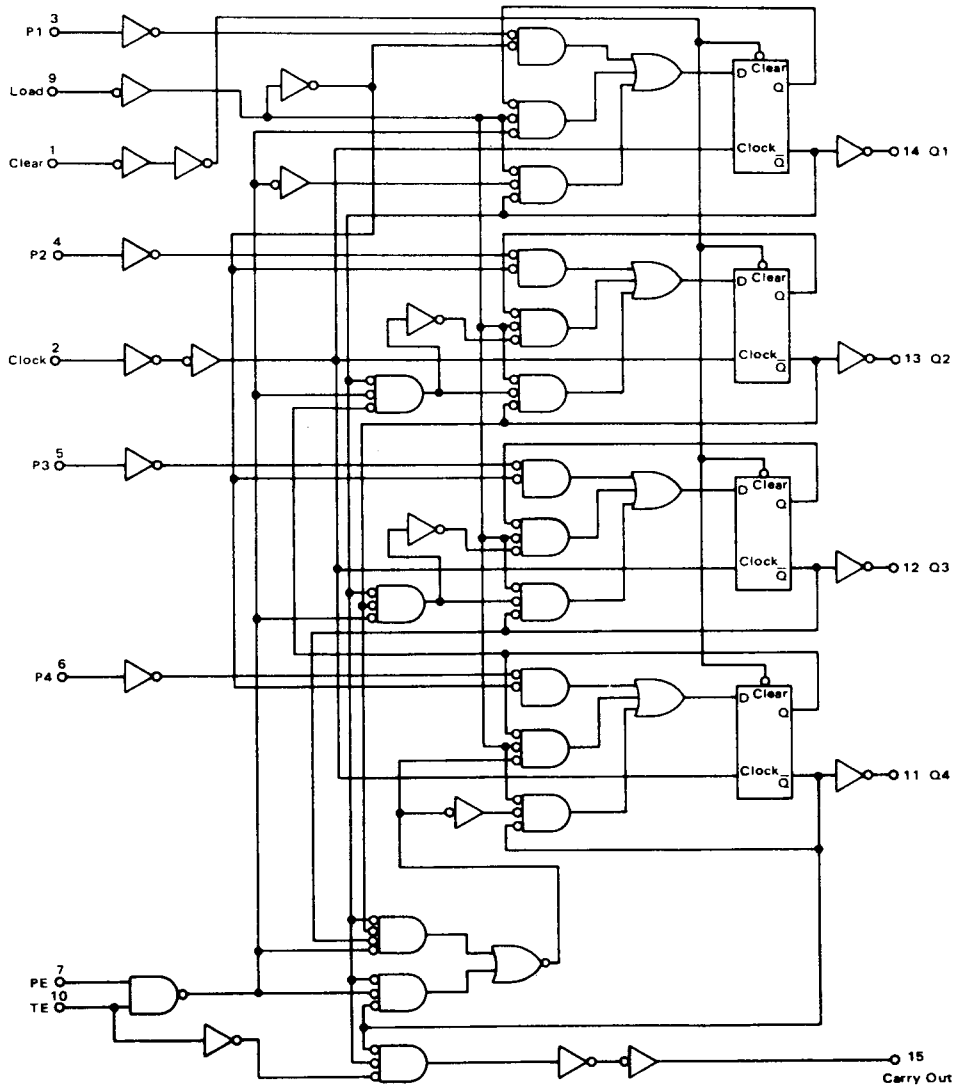 3
P1
9
Load
1
Clear
D Clear
Q
Clock
Q̅
14 Q1
4
P2
D Clear
Q
2
Clock
Clock
Q̅
13 Q2
5
P3
D Clear
Q
Clock
Q̅
12 Q3
6
P4
D Clear
Q
Clock
Q̅
11 Q4
7
PE
10
TE
15
Carry Out